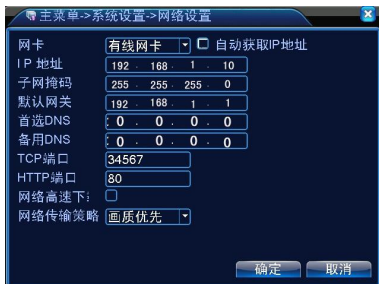 主菜单->系统设置->网络设置
网卡 有线网卡 自动获取IP地址
IP 地址 192 . 168 . 1 . 10
子网掩码 255 . 255 . 255 . 0
默认网关 192 . 168 . 1 . 1
首选DNS 0 . 0 . 0 . 0
备用DNS 0 . 0 . 0 . 0
TCP端口 34567
HTTP端口 80
网络高速下
网络传输策略 画质优先
确定 取消